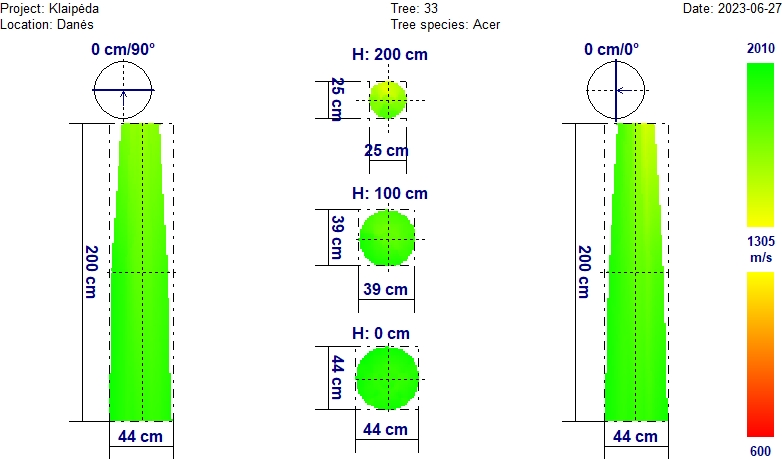 Project: Klaipėda
Tree: 33
Date: 2023-06-27
Location: Danės
Tree species: Acer
0 cm/90°
H: 200 cm
0 cm/0°
2010
25 cm
25 cm
H: 100 cm
39 cm
39 cm
200 cm
200 cm
1305
m/s
H: 0 cm
44 cm
44 cm
44 cm
44 cm
600